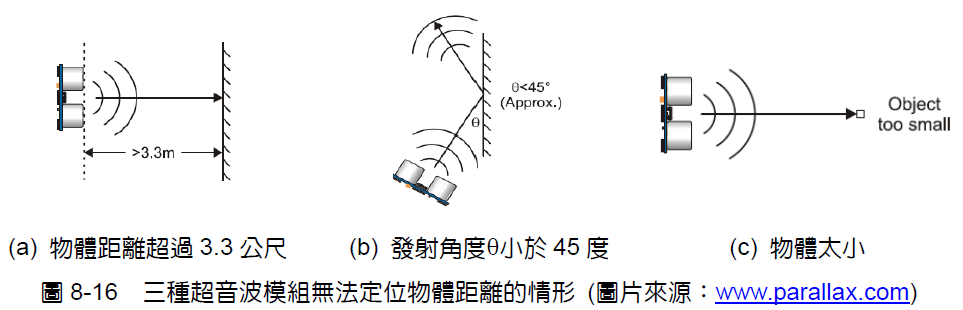 >3.3m
θ<45°
(Approx.)
θ
Object
too small
(a) 物體距離超過 3.3 公尺
(b) 發射角度θ小於 45 度
(c) 物體太小
圖 8-16 三種超音波模組無法定位物體距離的情形 (圖片來源：www.parallax.com)